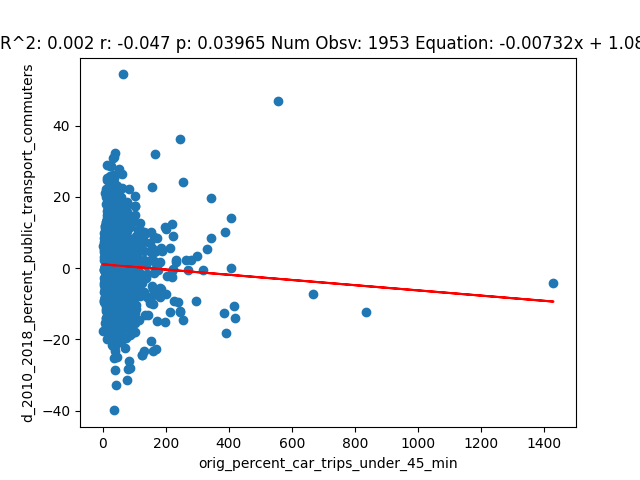 R^2: 0.002 r: -0.047 p: 0.03965 Num Obsv: 1953 Equation: -0.00732x + 1.08
d_2010_2018_percent_public_transport_commuters
40
20
0
−20
−40
0 200 400 600 800 1000 1200 1400
orig_percent_car_trips_under_45_min